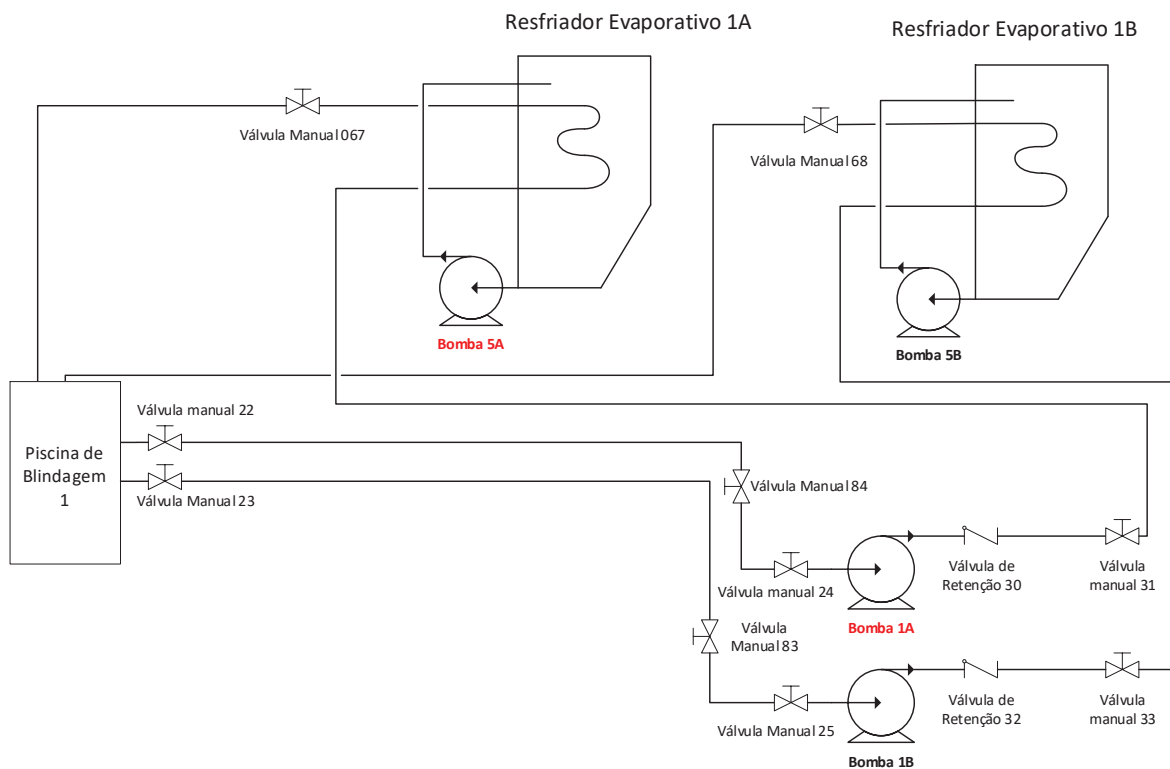 Resfriador Evaporativo 1A
Resfriador Evaporativo 1B
Válvula Manual 067
Válvula Manual 68
Bomba 5A
Bomba 5B
Válvula manual 22
Piscina de
Blindagem
1
Válvula Manual 23
Válvula Manual 84
Válvula manual 24
Bomba 1A
Válvula de
Retenção 30
Válvula
manual 31
Válvula
Manual 83
Válvula Manual 25
Bomba 1B
Válvula de
Retenção 32
Válvula
manual 33